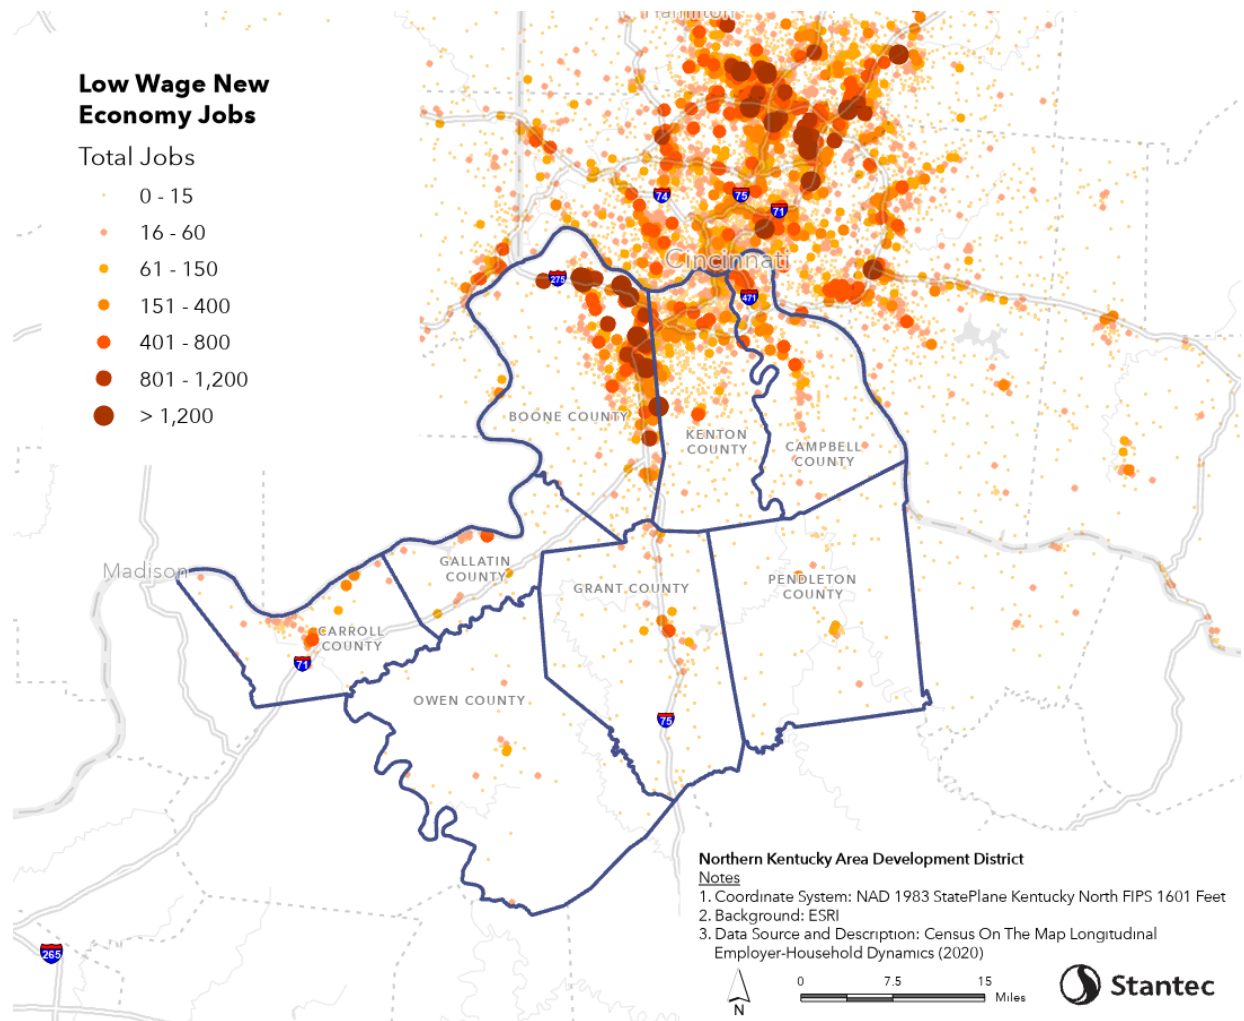 Hamilton
Low Wage New
Economy Jobs
Total Jobs
0 - 15
16 - 60
61 - 150
151 - 400
401 - 800
801 - 1,200
> 1,200
74
75
71
Cincinnati
275
471
BOONE COUNTY
KENTON
COUNTY
CAMPBELL
COUNTY
Madison
GALLATIN
COUNTY
GRANT COUNTY
PENDLETON
COUNTY
CARROLL
COUNTY
71
OWEN COUNTY
75
265
Northern Kentucky Area Development District
Notes
1. Coordinate System: NAD 1983 StatePlane Kentucky North FIPS 1601 Feet
2. Background: ESRI
3. Data Source and Description: Census On The Map Longitudinal
Employer-Household Dynamics (2020)
0 7.5 15
Miles
N
Stantec